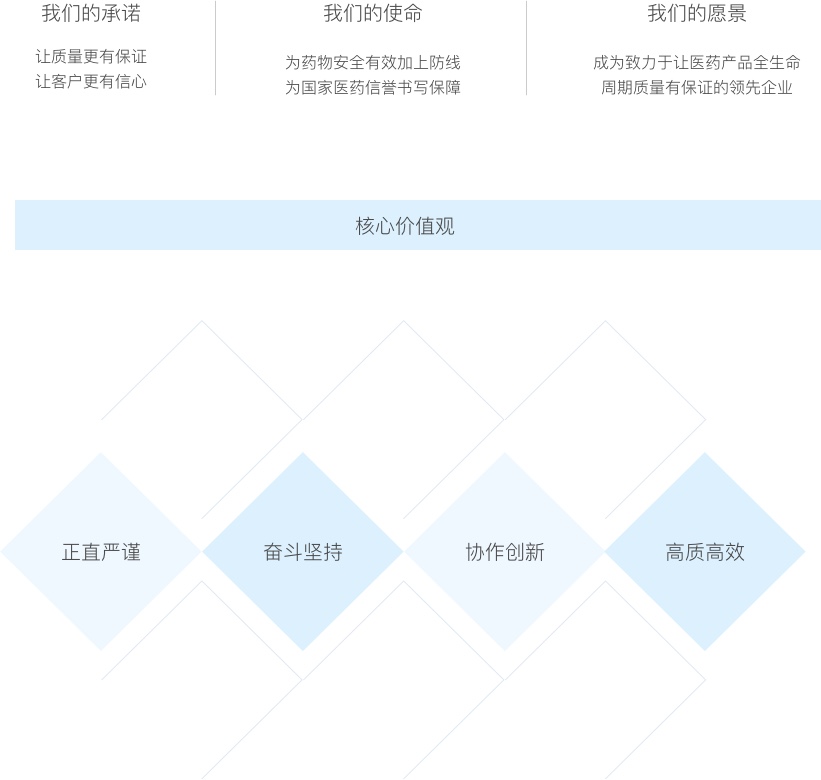 我们的承诺
让质量更有保证
让客户更有信心
我们的使命
为药物安全有效加上防线
为国家医药信誉书写保障
我们的愿景
成为致力于让医药产品全生命
周期质量有保证的领先企业
核心价值观
正直严谨
奋斗坚持
协作创新
高质高效